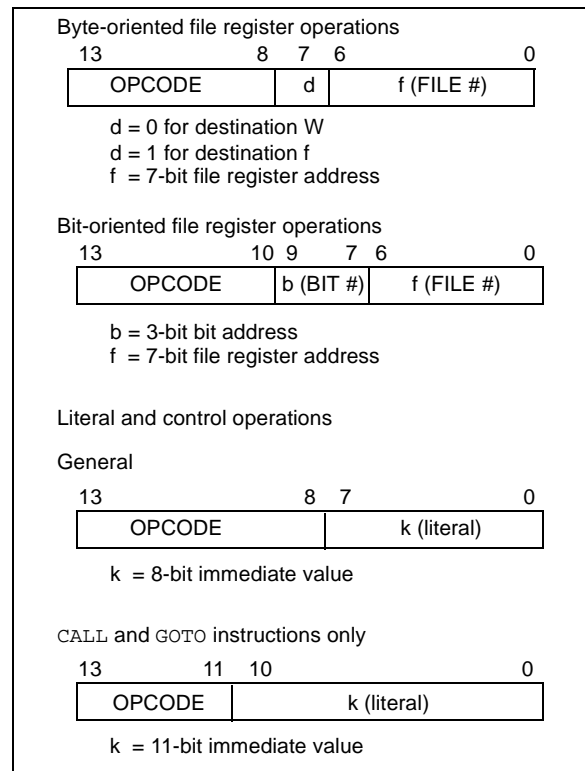 Byte-oriented file register operations
13 8 7 6 0
OPCODE d f (FILE #)
d = 0 for destination W
d = 1 for destination f
f = 7-bit file register address
Bit-oriented file register operations
13 10 9 7 6 0
OPCODE b (BIT #) f (FILE #)
b = 3-bit bit address
f = 7-bit file register address
Literal and control operations
General
13 8 7 0
OPCODE k (literal)
k = 8-bit immediate value
CALL and GOTO instructions only
13 11 10 0
OPCODE k (literal)
k = 11-bit immediate value